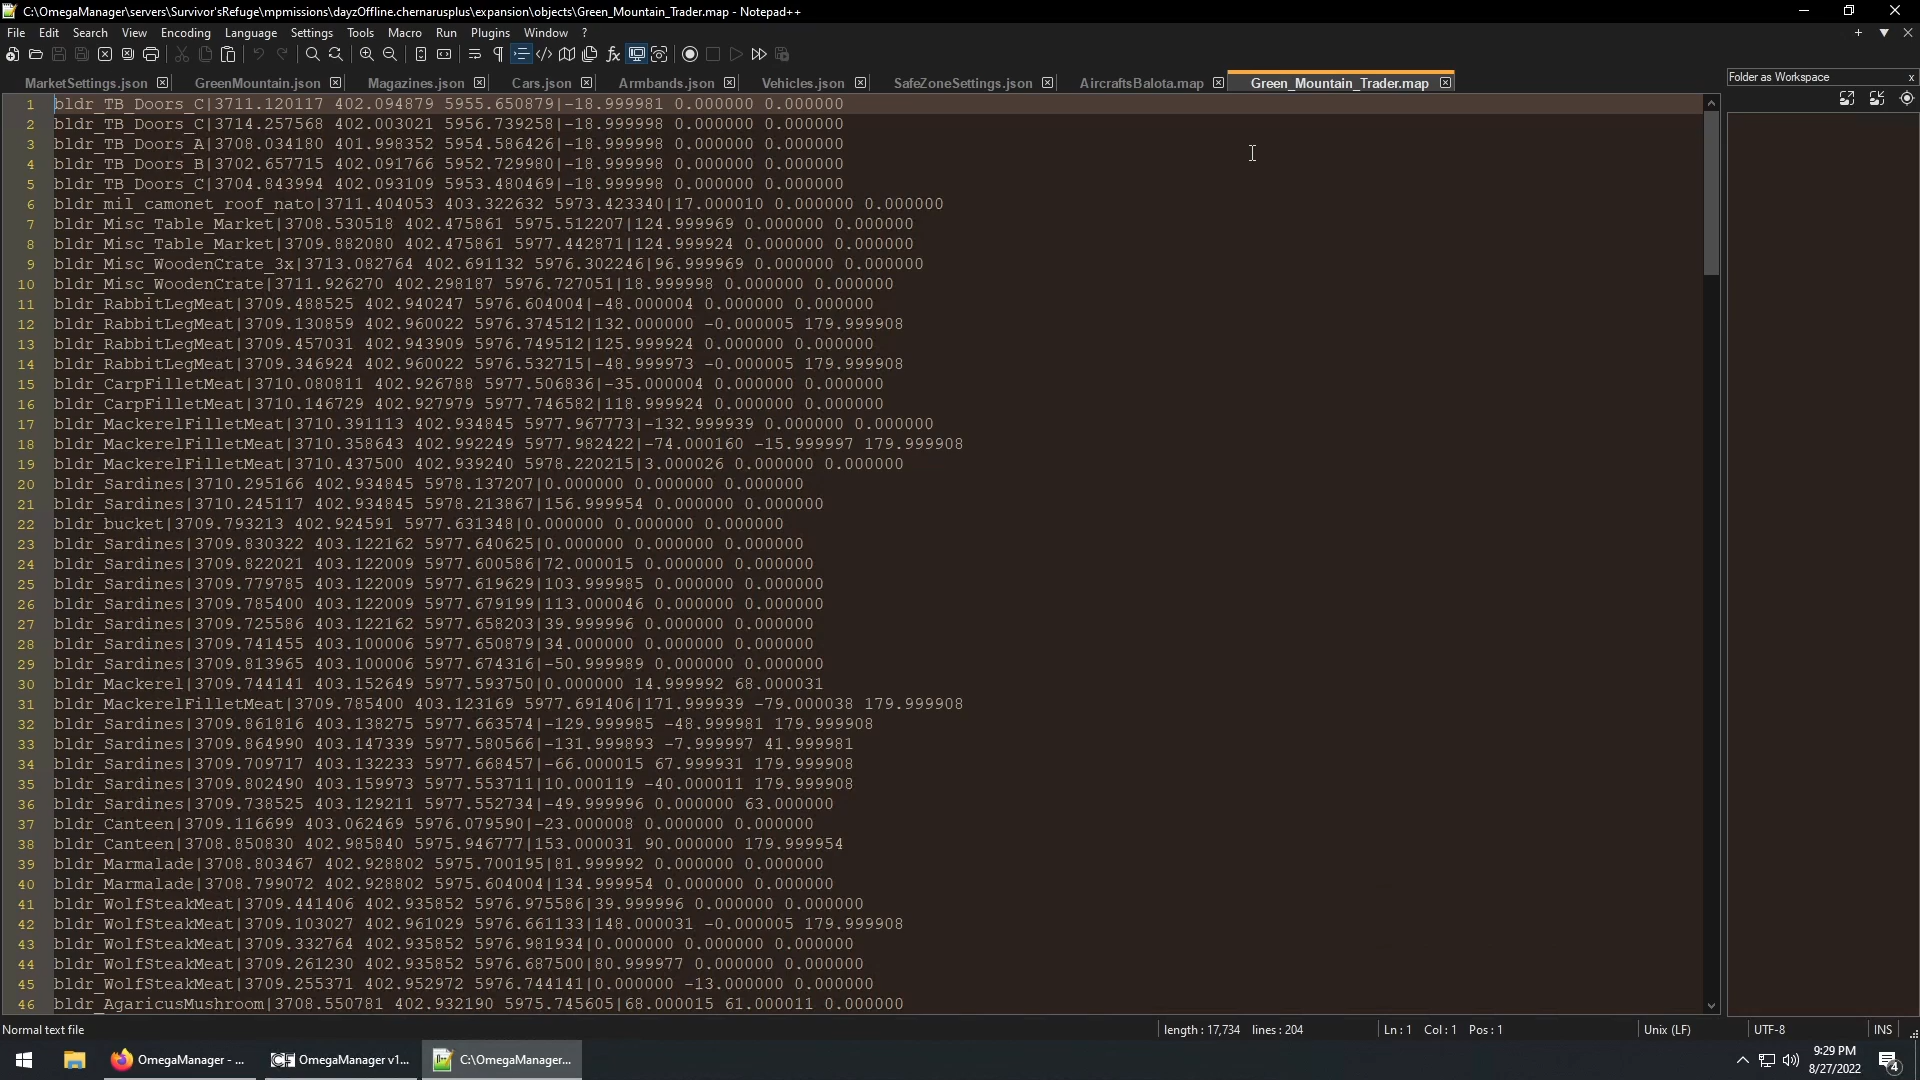 C:\OmegaManager\servers\Survivor'sRefuge\mpmissions\dayzOffline.chernarusplus\expansion\objects\Green_Mountain_Trader.map - Notepad++
File Edit Search View Encoding Language Settings Tools Macro Run Plugins Window ?
MarketSettings.json GreenMountain.json Magazines.json Cars.json Armbands.json Vehicles.json SafeZoneSettings.json AircraftsBalota.map Green_Mountain_Trader.map
Folder as Workspace
1 bldr_TB_Doors_C|3711.120117 402.094879 5955.650879|-18.999981 0.000000 0.000000
2 bldr_TB_Doors_C|3714.257568 402.003021 5956.739258|-18.999998 0.000000 0.000000
3 bldr_TB_Doors_A|3708.034180 401.998352 5954.586426|-18.999998 0.000000 0.000000
4 bldr_TB_Doors_B|3702.657715 402.091766 5952.729980|-18.999998 0.000000 0.000000
5 bldr_TB_Doors_C|3704.843994 402.093109 5953.480469|-18.999998 0.000000 0.000000
6 bldr_mil_camonet_roof_nato|3711.404053 403.322632 5973.423340|17.000010 0.000000 0.000000
7 bldr_Misc_Table_Market|3708.530518 402.475861 5975.512207|124.999969 0.000000 0.000000
8 bldr_Misc_Table_Market|3709.882080 402.475861 5977.442871|124.999924 0.000000 0.000000
9 bldr_Misc_WoodenCrate_3x|3713.082764 402.691132 5976.302246|96.999969 0.000000 0.000000
10 bldr_Misc_WoodenCrate|3711.926270 402.298187 5976.727051|18.999998 0.000000 0.000000
11 bldr_RabbitLegMeat|3709.488525 402.940247 5976.604004|-48.000004 0.000000 0.000000
12 bldr_RabbitLegMeat|3709.130859 402.960022 5976.374512|132.000000 -0.000005 179.999908
13 bldr_RabbitLegMeat|3709.457031 402.943909 5976.749512|125.999924 0.000000 0.000000
14 bldr_RabbitLegMeat|3709.346924 402.960022 5976.532715|-48.999973 -0.000005 179.999908
15 bldr_CarpFilletMeat|3710.080811 402.926788 5977.506836|-35.000004 0.000000 0.000000
16 bldr_CarpFilletMeat|3710.146729 402.927979 5977.746582|118.999924 0.000000 0.000000
17 bldr_MackerelFilletMeat|3710.391113 402.934845 5977.967773|-132.999939 0.000000 0.000000
18 bldr_MackerelFilletMeat|3710.358643 402.992249 5977.982422|-74.000160 -15.999997 179.999908
19 bldr_MackerelFilletMeat|3710.437500 402.939240 5978.220215|3.000026 0.000000 0.000000
20 bldr_Sardines|3710.295166 402.934845 5978.137207|0.000000 0.000000 0.000000
21 bldr_Sardines|3710.245117 402.934845 5978.213867|156.999954 0.000000 0.000000
22 bldr_bucket|3709.793213 402.924591 5977.631348|0.000000 0.000000 0.000000
23 bldr_Sardines|3709.830322 403.122162 5977.640625|0.000000 0.000000 0.000000
24 bldr_Sardines|3709.822021 403.122009 5977.600586|72.000015 0.000000 0.000000
25 bldr_Sardines|3709.779785 403.122009 5977.619629|103.999985 0.000000 0.000000
26 bldr_Sardines|3709.785400 403.122009 5977.679199|113.000046 0.000000 0.000000
27 bldr_Sardines|3709.725586 403.122162 5977.658203|39.999996 0.000000 0.000000
28 bldr_Sardines|3709.741455 403.100006 5977.650879|34.000000 0.000000 0.000000
29 bldr_Sardines|3709.813965 403.100006 5977.674316|-50.999989 0.000000 0.000000
30 bldr_Mackerel|3709.744141 403.152649 5977.593750|0.000000 14.999992 68.000031
31 bldr_MackerelFilletMeat|3709.785400 403.123169 5977.691406|171.999939 -79.000038 179.999908
32 bldr_Sardines|3709.861816 403.138275 5977.663574|-129.999985 -48.999981 179.999908
33 bldr_Sardines|3709.864990 403.147339 5977.580566|-131.999893 -7.999997 41.999981
34 bldr_Sardines|3709.709717 403.132233 5977.668457|-66.000015 67.999931 179.999908
35 bldr_Sardines|3709.802490 403.159973 5977.553711|10.000119 -40.000011 179.999908
36 bldr_Sardines|3709.738525 403.129211 5977.552734|-49.999996 0.000000 63.000000
37 bldr_Canteen|3709.116699 403.062469 5976.079590|-23.000008 0.000000 0.000000
38 bldr_Canteen|3708.850830 402.985840 5975.946777|153.000031 90.000000 179.999954
39 bldr_Marmalade|3708.803467 402.928802 5975.700195|81.999992 0.000000 0.000000
40 bldr_Marmalade|3708.799072 402.928802 5975.604004|134.999954 0.000000 0.000000
41 bldr_WolfSteakMeat|3709.441406 402.935852 5976.975586|39.999996 0.000000 0.000000
42 bldr_WolfSteakMeat|3709.103027 402.961029 5976.661133|148.000031 -0.000005 179.999908
43 bldr_WolfSteakMeat|3709.332764 402.935852 5976.981934|0.000000 0.000000 0.000000
44 bldr_WolfSteakMeat|3709.261230 402.935852 5976.687500|80.999977 0.000000 0.000000
45 bldr_WolfSteakMeat|3709.255371 402.952972 5976.744141|0.000000 -13.000000 0.000000
46 bldr_AgaricusMushroom|3708.550781 402.932190 5975.745605|68.000015 61.000011 0.000000
Normal text file length : 17,734 lines : 204 Ln : 1 Col : 1 Pos : 1 Unix (LF) UTF-8 INS
OmegaManager - ... OmegaManager v1... C:\OmegaManager... 9:29 PM
8/27/2022 4